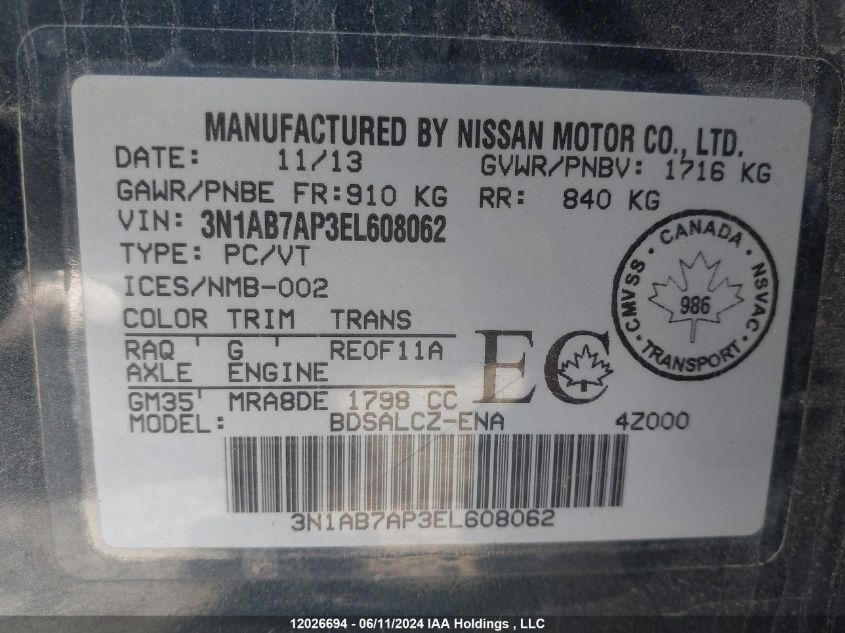 MANUFACTURED BY NISSAN MOTOR CO., LTD.
DATE: 11/13 GVWR/PNBV: 1716 KG
GAWR/PNBE FR:910 KG RR: 840 KG
VIN: 3N1AB7AP3EL608062
TYPE: PC/VT
ICES/NMB-002
COLOR TRIM TRANS
RAQ ' G ' RE0F11A
AXLE ENGINE
GM35' MRA8DE 1798 CC
MODEL: BDSALCZ-ENA 4Z000
3N1AB7AP3EL608062
EC
CANADA
CMVSS · NSVAC
986
TRANSPORT
12026694 - 06/11/2024 IAA Holdings , LLC